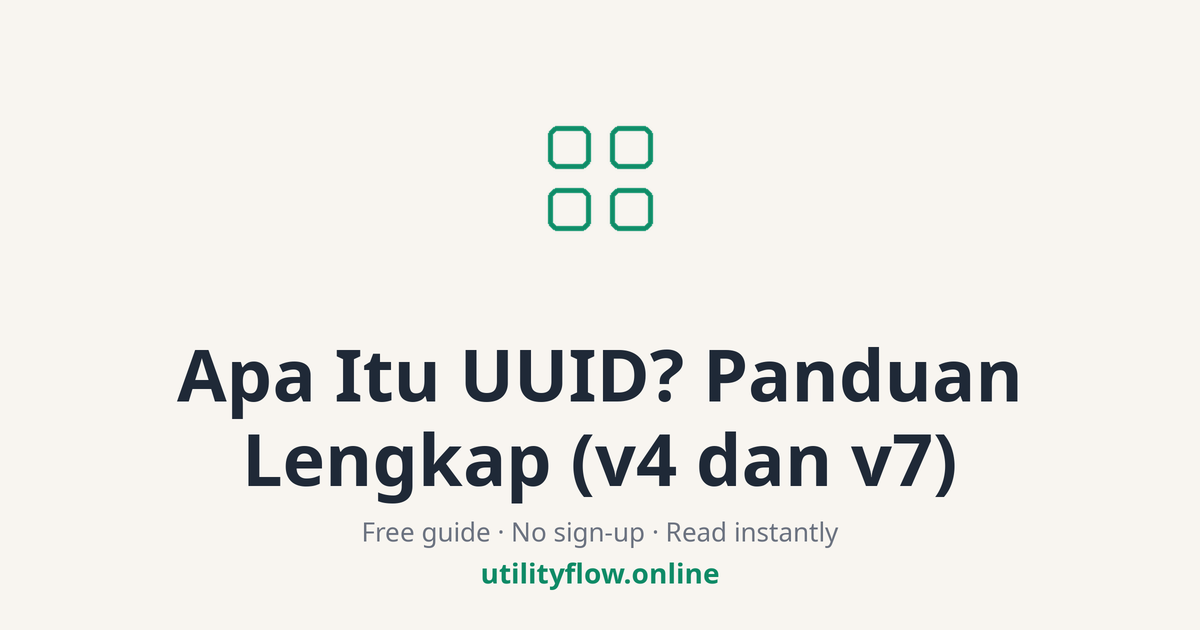 Apa Itu UUID? Panduan
Lengkap (v4 dan v7)
Free guide · No sign-up · Read instantly
utilityflow.online